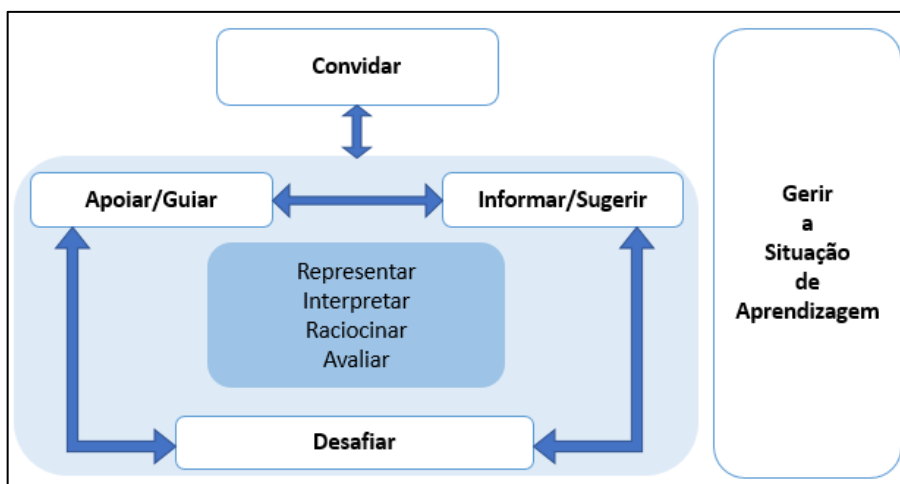 Convidar
Apoiar/Guiar
Informar/Sugerir
Representar
Interpretar
Raciocinar
Avaliar
Desafiar
Gerir
a
Situação
de
Aprendizagem